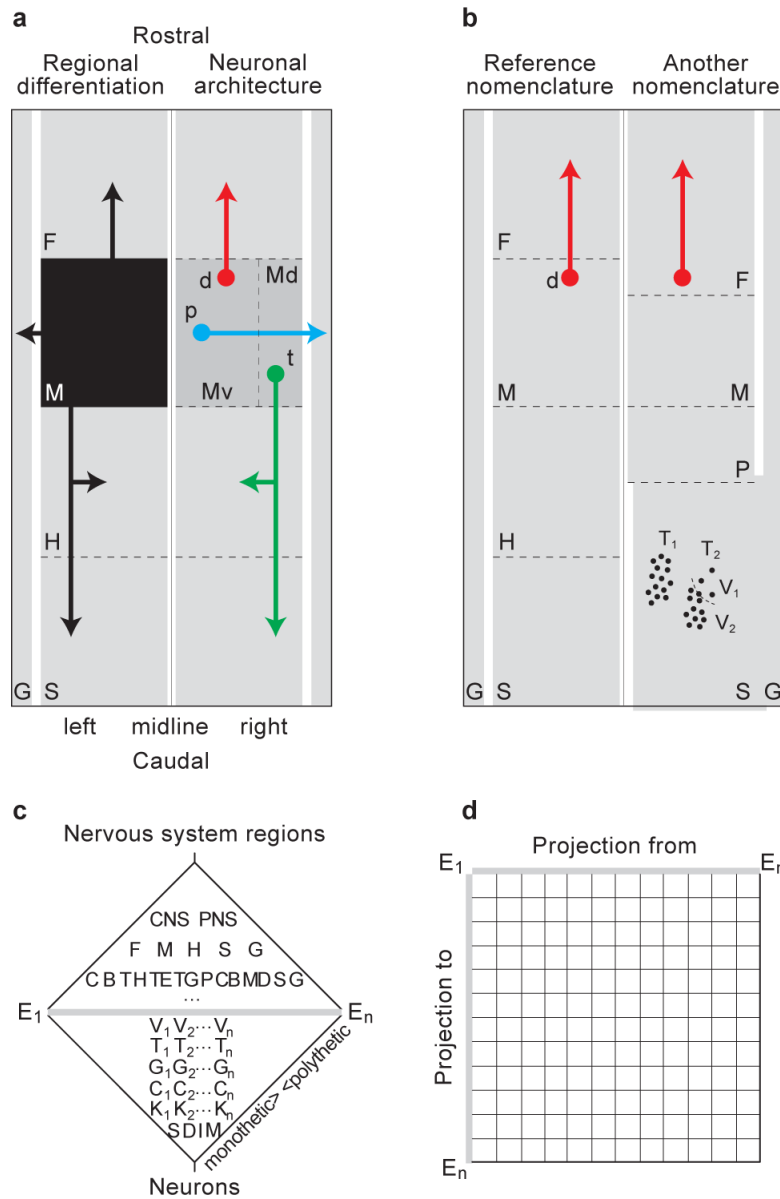 a
Rostral
Regional differentiation
Neuronal architecture
F
d
Md
p
t
M
Mv
H
G S
left midline right
Caudal
b
Reference nomenclature
Another nomenclature
F
d
F
M
M
P
H
T1
T2
V1
V2
G S
S G
c
Nervous system regions
CNS PNS
F M H S G
C B TH TE TG P CB MD S G
...
E1
En
V1 V2 ··· Vn
T1 T2 ··· Tn
G1 G2 ··· Gn
C1 C2 ··· Cn
K1 K2 ··· Kn
S D I M
monothetic> <polythetic
Neurons
d
Projection from
E1
En
Projection to
En